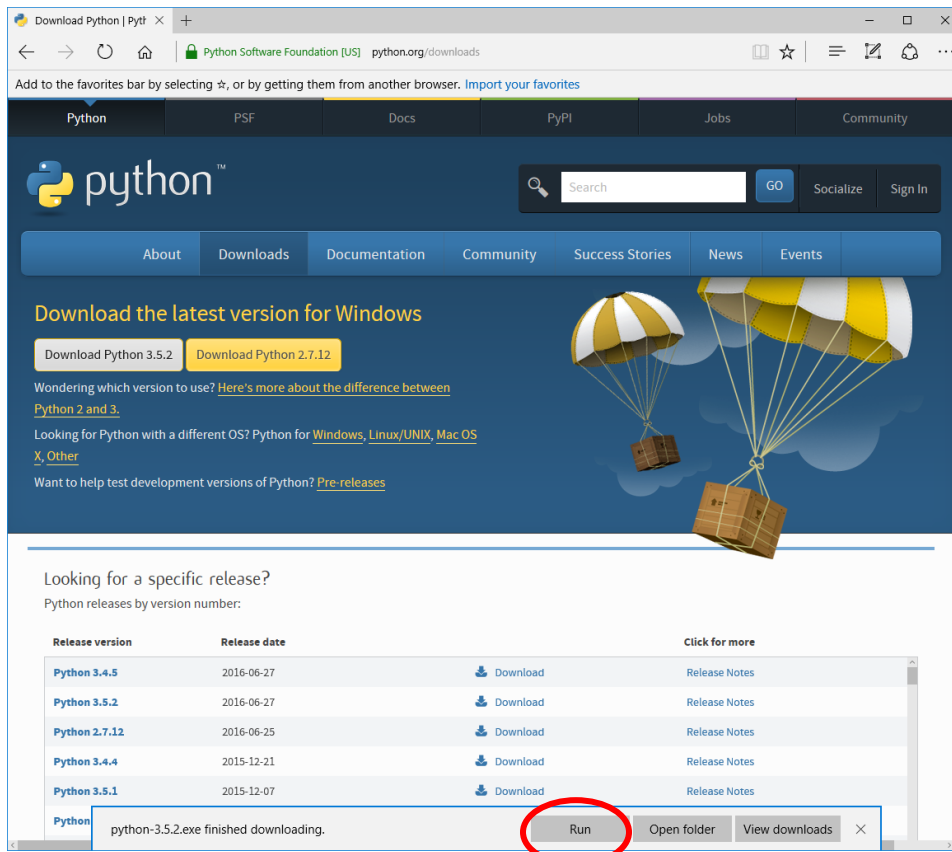 Download Python | Pyth
Python Software Foundation [US] python.org/downloads
Add to the favorites bar by selecting ☆, or by getting them from another browser. Import your favorites
Python PSF Docs PyPI Jobs Community
python™
Search GO Socialize Sign In
About Downloads Documentation Community Success Stories News Events
Download the latest version for Windows
Download Python 3.5.2 Download Python 2.7.12
Wondering which version to use? Here's more about the difference between
Python 2 and 3.
Looking for Python with a different OS? Python for Windows, Linux/UNIX, Mac OS
X, Other
Want to help test development versions of Python? Pre-releases
Looking for a specific release?
Python releases by version number:
Release version Release date Click for more
Python 3.4.5 2016-06-27 Download Release Notes
Python 3.5.2 2016-06-27 Download Release Notes
Python 2.7.12 2016-06-25 Download Release Notes
Python 3.4.4 2015-12-21 Download Release Notes
Python 3.5.1 2015-12-07 Download Release Notes
Python
python-3.5.2.exe finished downloading. Run Open folder View downloads